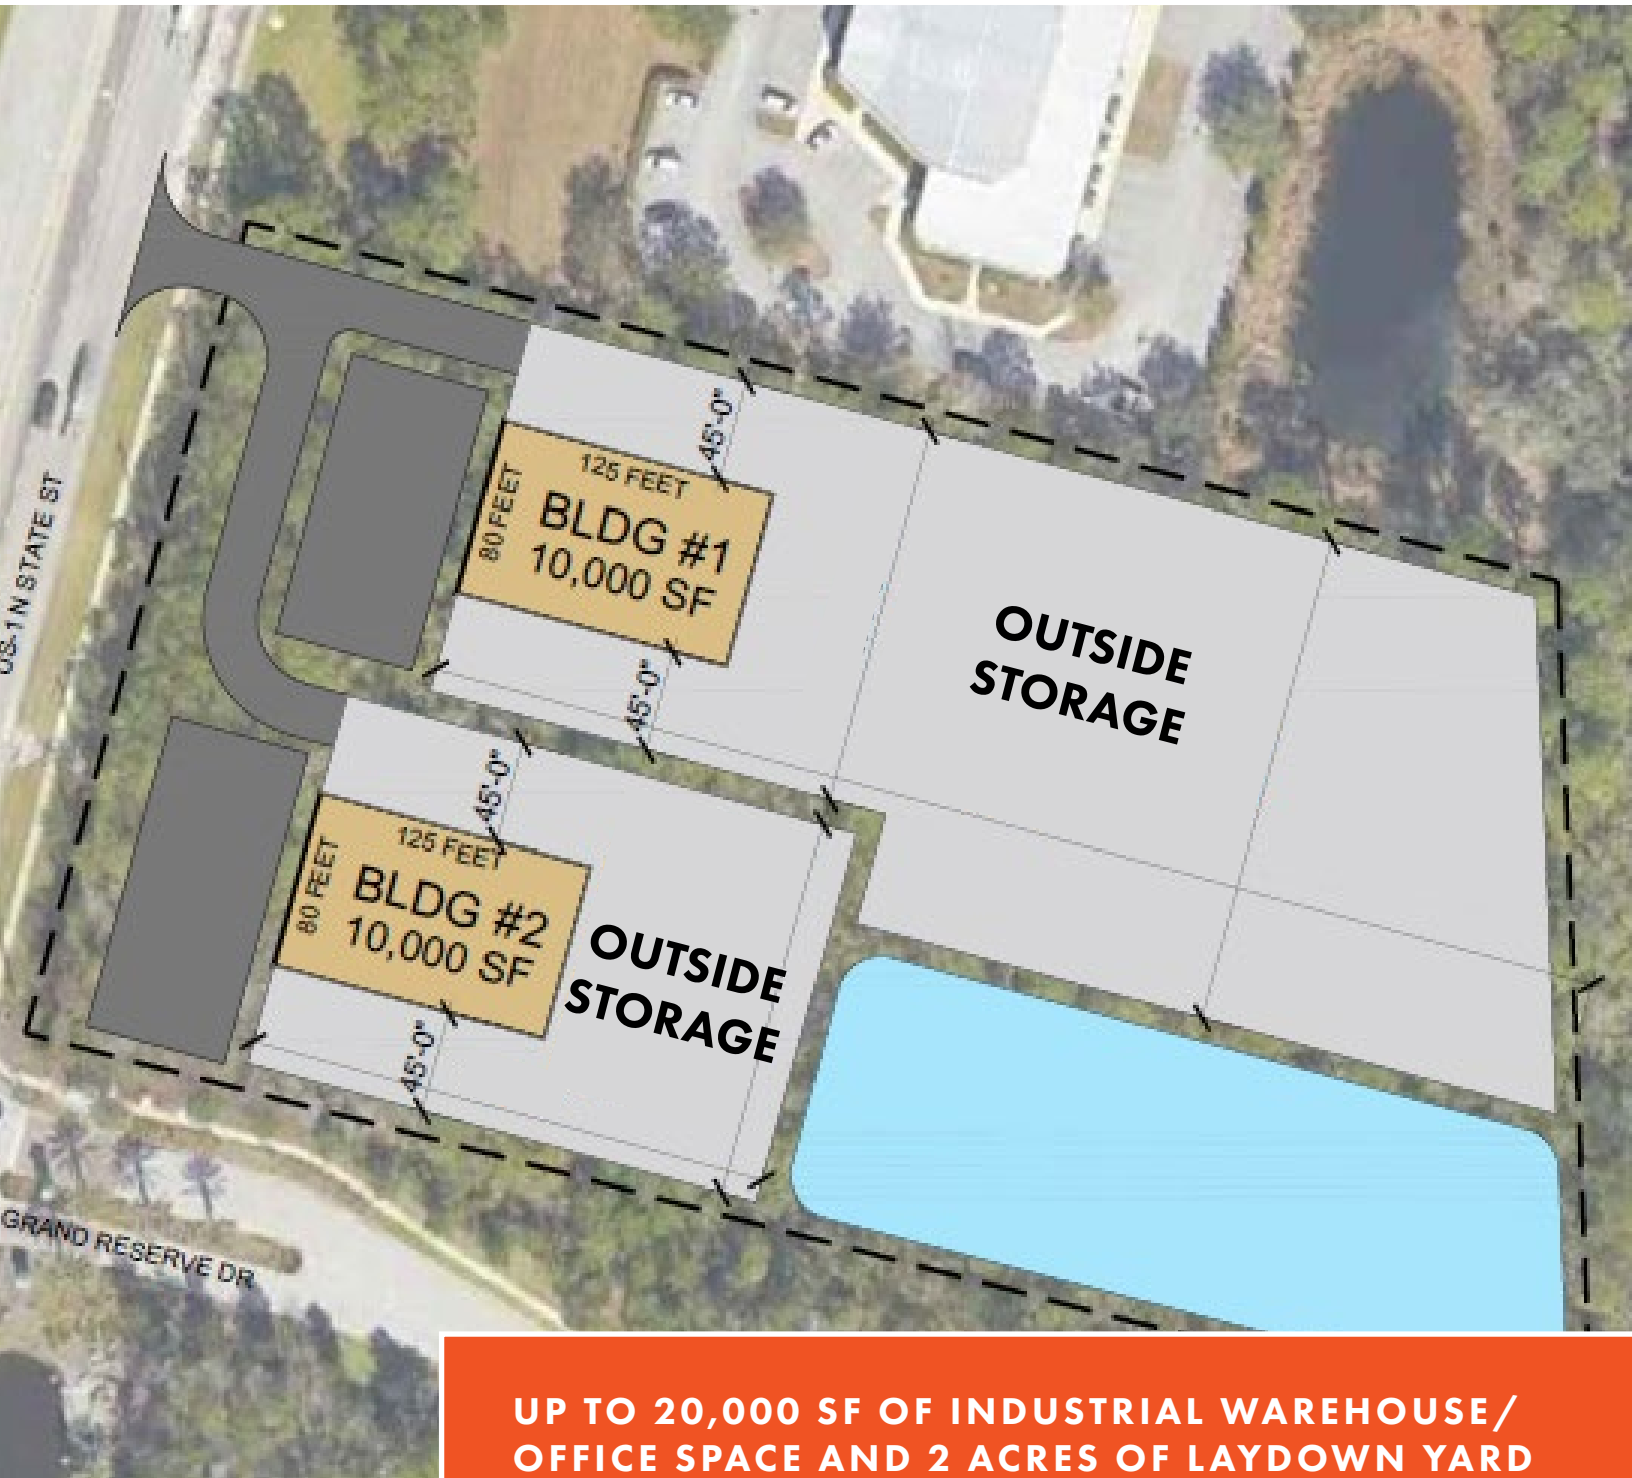 45'-0"
125 FEET
80 FEET
BLDG #1
10,000 SF
45'-0"
OUTSIDE
STORAGE
US-1 N STATE ST
45'-0"
125 FEET
80 FEET
BLDG #2
10,000 SF
45'-0"
OUTSIDE
STORAGE
GRAND RESERVE DR
UP TO 20,000 SF OF INDUSTRIAL WAREHOUSE/
OFFICE SPACE AND 2 ACRES OF LAYDOWN YARD